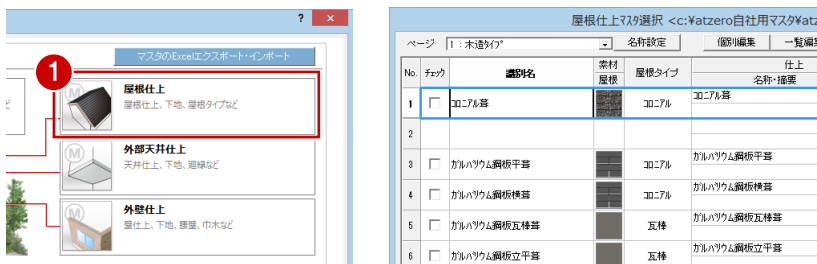 ? ×
マスタのExcelエクスポート・インポート
1
屋根仕上
屋根仕上、下地、屋根タイプなど
ど
M
外部天井仕上
天井仕上、下地、廻縁など
M
外壁仕上
壁仕上、下地、腰壁、巾木など
M
屋根仕上ﾏｽﾀ選択 <c:¥atzero自社用マスタ¥atz
ページ 1 : 木造ﾀｲﾌﾟ 名称設定 個別編集 一覧編集
No. ﾁｪｯｸ 識別名 素材 屋根 屋根タイプ 仕上 名称・摘要
1 ｺﾛﾆｱﾙ葺 ｺﾛﾆｱﾙ ｺﾛﾆｱﾙ葺
2
3 ｶﾞﾙﾊﾞﾘｳﾑ鋼板平葺 ｺﾛﾆｱﾙ ｶﾞﾙﾊﾞﾘｳﾑ鋼板平葺
4 ｶﾞﾙﾊﾞﾘｳﾑ鋼板横葺 ｺﾛﾆｱﾙ ｶﾞﾙﾊﾞﾘｳﾑ鋼板横葺
5 ｶﾞﾙﾊﾞﾘｳﾑ鋼板瓦棒葺 瓦棒 ｶﾞﾙﾊﾞﾘｳﾑ鋼板瓦棒葺
6 ｶﾞﾙﾊﾞﾘｳﾑ鋼板立平葺 瓦棒 ｶﾞﾙﾊﾞﾘｳﾑ鋼板立平葺